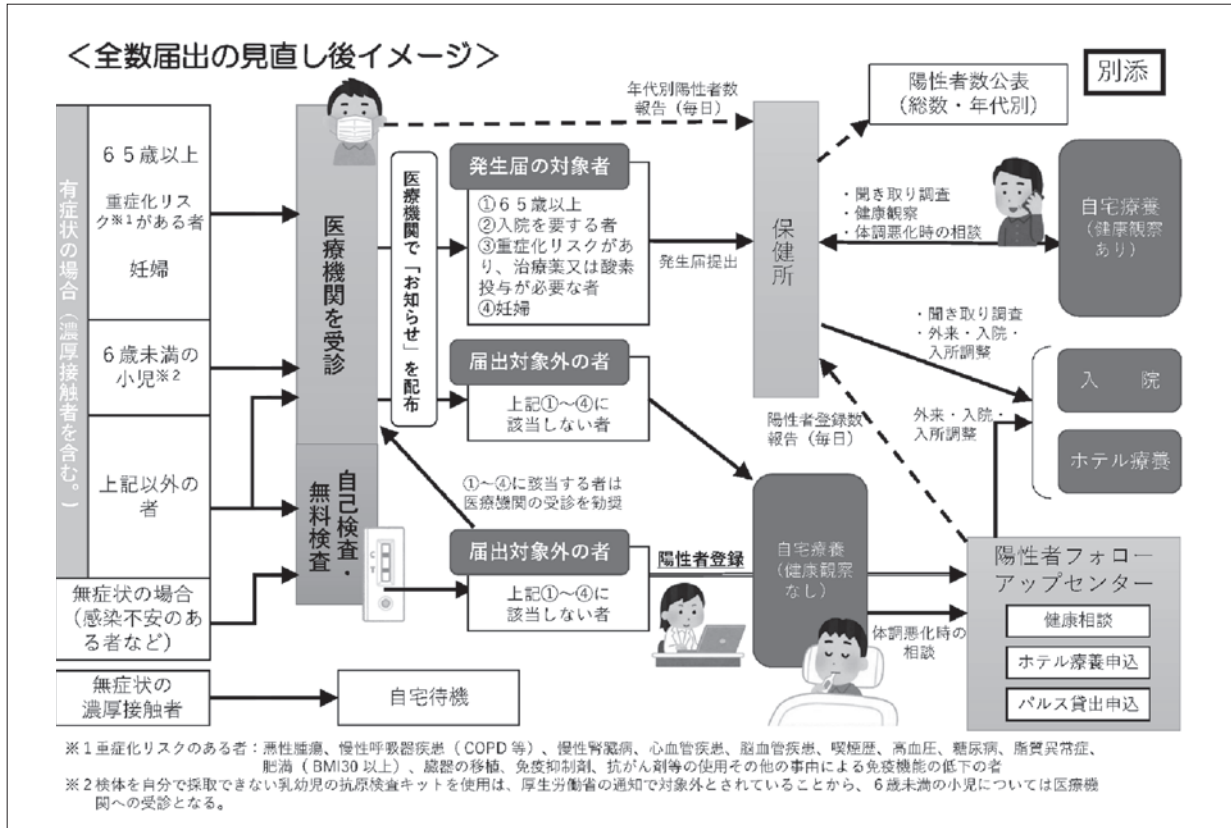 ＜全数届出の見直し後イメージ＞
別添
有症状の場合（濃厚接触者を含む。）
６５歳以上
重症化リス
ク※1がある者
妊婦
６歳未満の
小児※2
上記以外の
者
無症状の場合
（感染不安のあ
る者など）
無症状の
濃厚接触者
自宅待機
医療機関を受診
自己検査・
無料検査
C
T
医療機関で「お知らせ」を配布
年代別陽性者数
報告（毎日）
発生届の対象者
①６５歳以上
②入院を要する者
③重症化リスクがあ
り、治療薬又は酸素
投与が必要な者
④妊婦
発生届提出
届出対象外の者
上記①～④に
該当しない者
①～④に該当する者は
医療機関の受診を勧奨
届出対象外の者
上記①～④に
該当しない者
陽性者登録
保健所
陽性者数公表
（総数・年代別）
・聞き取り調査
・健康観察
・体調悪化時の相談
自宅療養
（健康観察
あり）
・聞き取り調査
・外来・入院・
入所調整
入　院
ホテル療養
外来・入院・
入所調整
陽性者登録数
報告（毎日）
自宅療養
（健康観察
なし）
体調悪化時の
相談
陽性者フォロー
アップセンター
健康相談
ホテル療養申込
パルス貸出申込
※１重症化リスクのある者：悪性腫瘍、慢性呼吸器疾患（COPD等）、慢性腎臓病、心血管疾患、脳血管疾患、喫煙歴、高血圧、糖尿病、脂質異常症、
肥満（BMI30以上）、臓器の移植、免疫抑制剤、抗がん剤等の使用その他の事由による免疫機能の低下の者
※２検体を自分で採取できない乳幼児の抗原検査キットを使用は、厚生労働省の通知で対象外とされていることから、６歳未満の小児については医療機
関への受診となる。